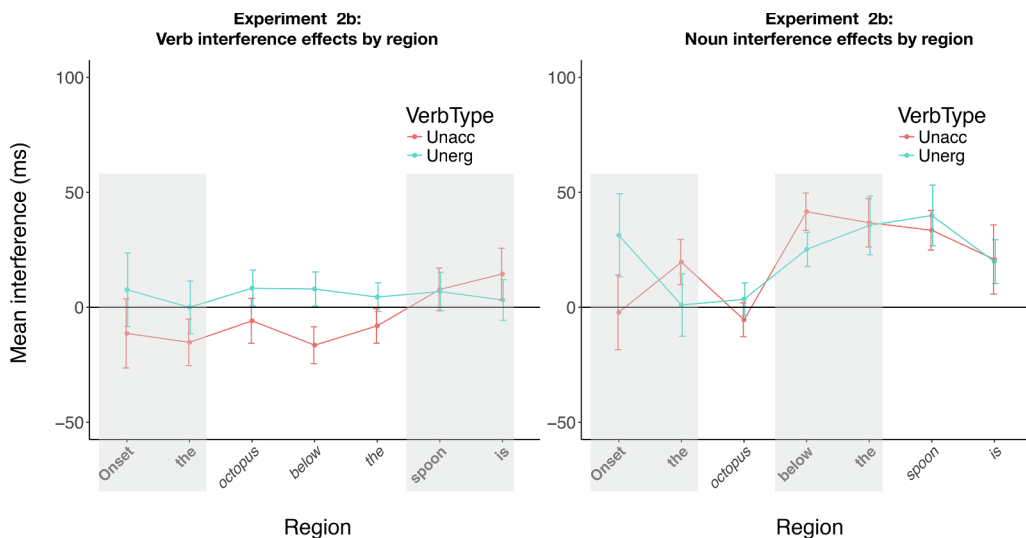 Experiment 2b:
Verb interference effects by region
Experiment 2b:
Noun interference effects by region
Mean interference (ms)
100
50
0
−50
VerbType
Unacc
Unerg
Onset
the
octopus
below
the
spoon
is
Region
100
50
0
−50
VerbType
Unacc
Unerg
Onset
the
octopus
below
the
spoon
is
Region